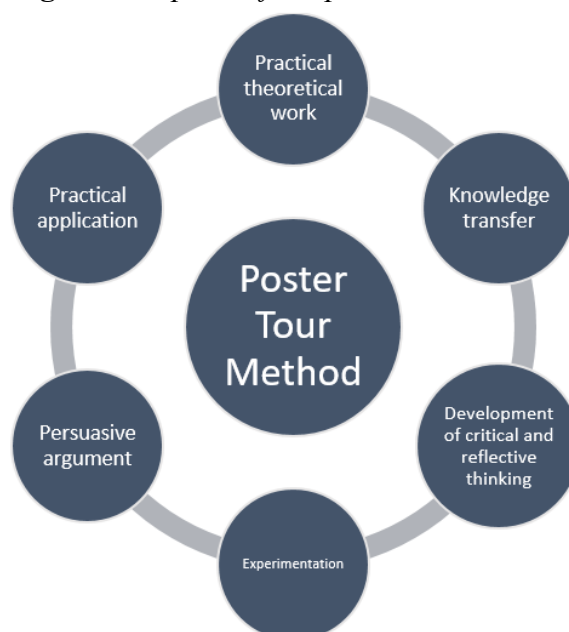 Practical
theoretical
work
Knowledge
transfer
Development
of critical and
reflective
thinking
Experimentation
Persuasive
argument
Practical
application
Poster
Tour
Method